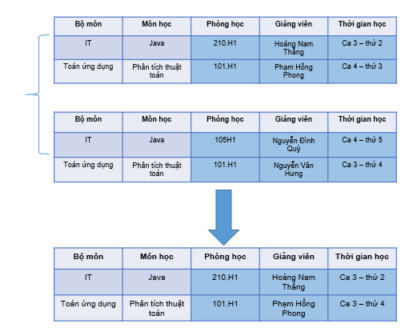 Bộ môn Môn học Phòng học Giảng viên Thời gian học
IT Java 210.H1 Hoàng Nam Thắng Ca 3 – thứ 2
Toán ứng dụng Phân tích thuật toán 101.H1 Phạm Hồng Phong Ca 4 – thứ 3
Bộ môn Môn học Phòng học Giảng viên Thời gian học
IT Java 105H1 Nguyễn Đình Quý Ca 4 – thứ 5
Toán ứng dụng Phân tích thuật toán 101.H1 Nguyễn Văn Hưng Ca 3 – thứ 4
Bộ môn Môn học Phòng học Giảng viên Thời gian học
IT Java 210.H1 Hoàng Nam Thắng Ca 3 – thứ 2
Toán ứng dụng Phân tích thuật toán 101.H1 Phạm Hồng Phong Ca 3 – thứ 4